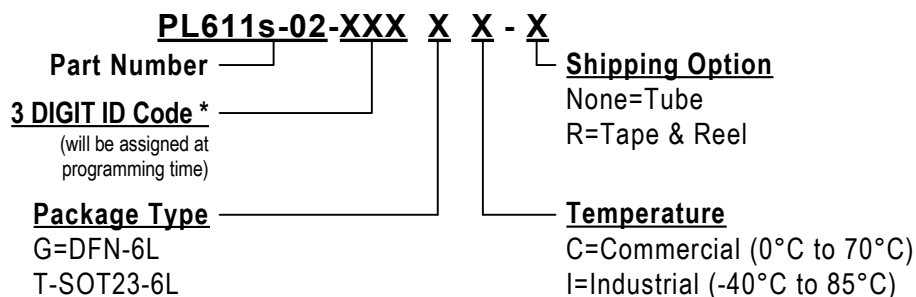 PL611s-02-XXX X X - X
Part Number
3 DIGIT ID Code *
(will be assigned at
programming time)
Package Type
G=DFN-6L
T-SOT23-6L
Shipping Option
None=Tube
R=Tape & Reel
Temperature
C=Commercial (0°C to 70°C)
I=Industrial (-40°C to 85°C)